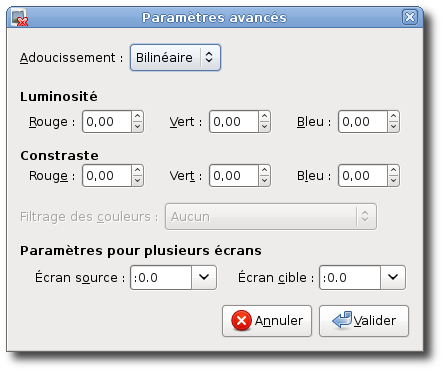 Paramètres avancés
Adoucissement : Bilinéaire
Luminosité
Rouge : 0,00 Vert : 0,00 Bleu : 0,00
Constraste
Rouge : 0,00 Vert : 0,00 Bleu : 0,00
Filtrage des couleurs : Aucun
Paramètres pour plusieurs écrans
Écran source : :0.0 Écran cible : :0.0
Annuler Valider